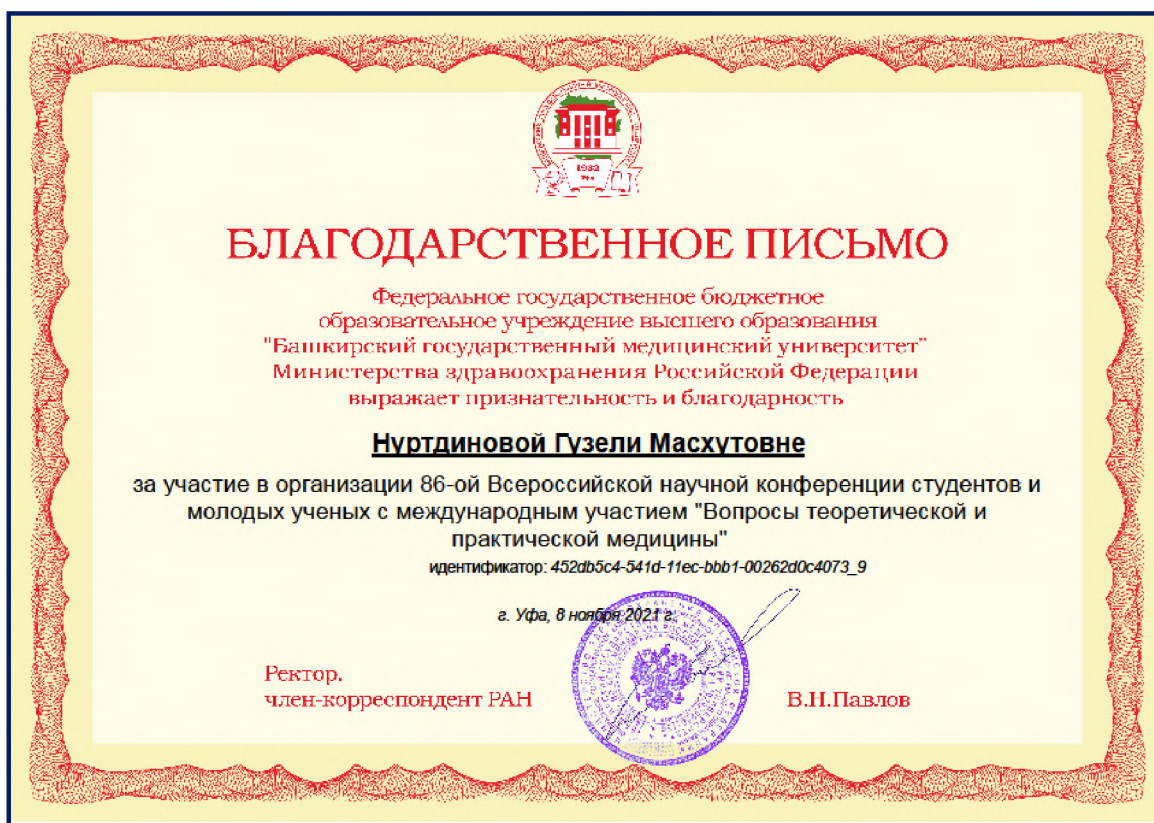 1932
Уфа
БЛАГОДАРСТВЕННОЕ ПИСЬМО
Федеральное государственное бюджетное
образовательное учреждение высшего образования
"Башкирский государственный медицинский университет"
Министерства здравоохранения Российской Федерации
выражает признательность и благодарность
Нуртдиновой Гузели Масхутовне
за участие в организации 86-ой Всероссийской научной конференции студентов и
молодых ученых с международным участием "Вопросы теоретической и
практической медицины"
идентификатор: 452db5c4-541d-11ec-bbb1-00262d0c4073_9
г. Уфа, 8 ноября 2021 г.
Ректор,
член-корреспондент РАН
В.Н.Павлов